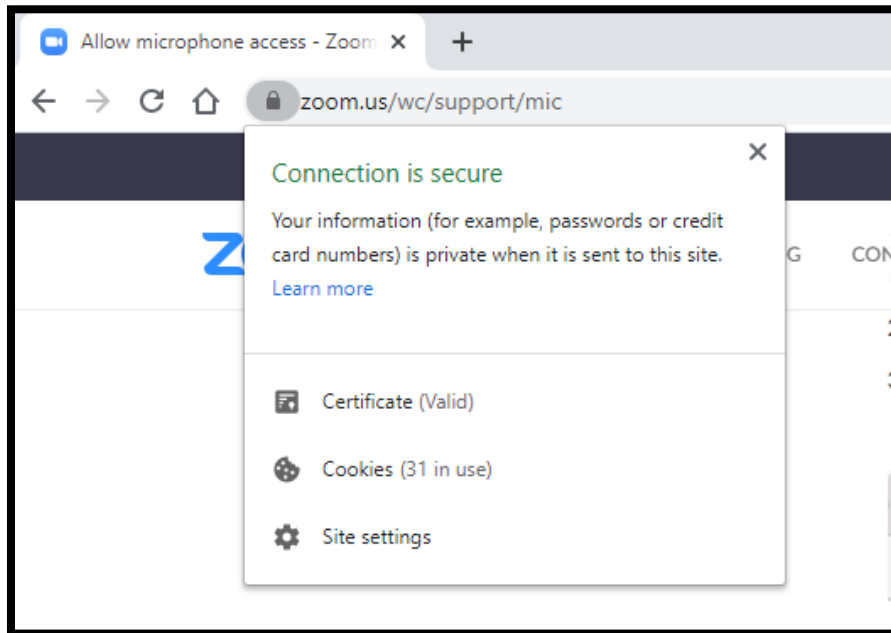 Allow microphone access - Zoom
zoom.us/wc/support/mic
Connection is secure
Your information (for example, passwords or credit
card numbers) is private when it is sent to this site.
Learn more
Certificate (Valid)
Cookies (31 in use)
Site settings